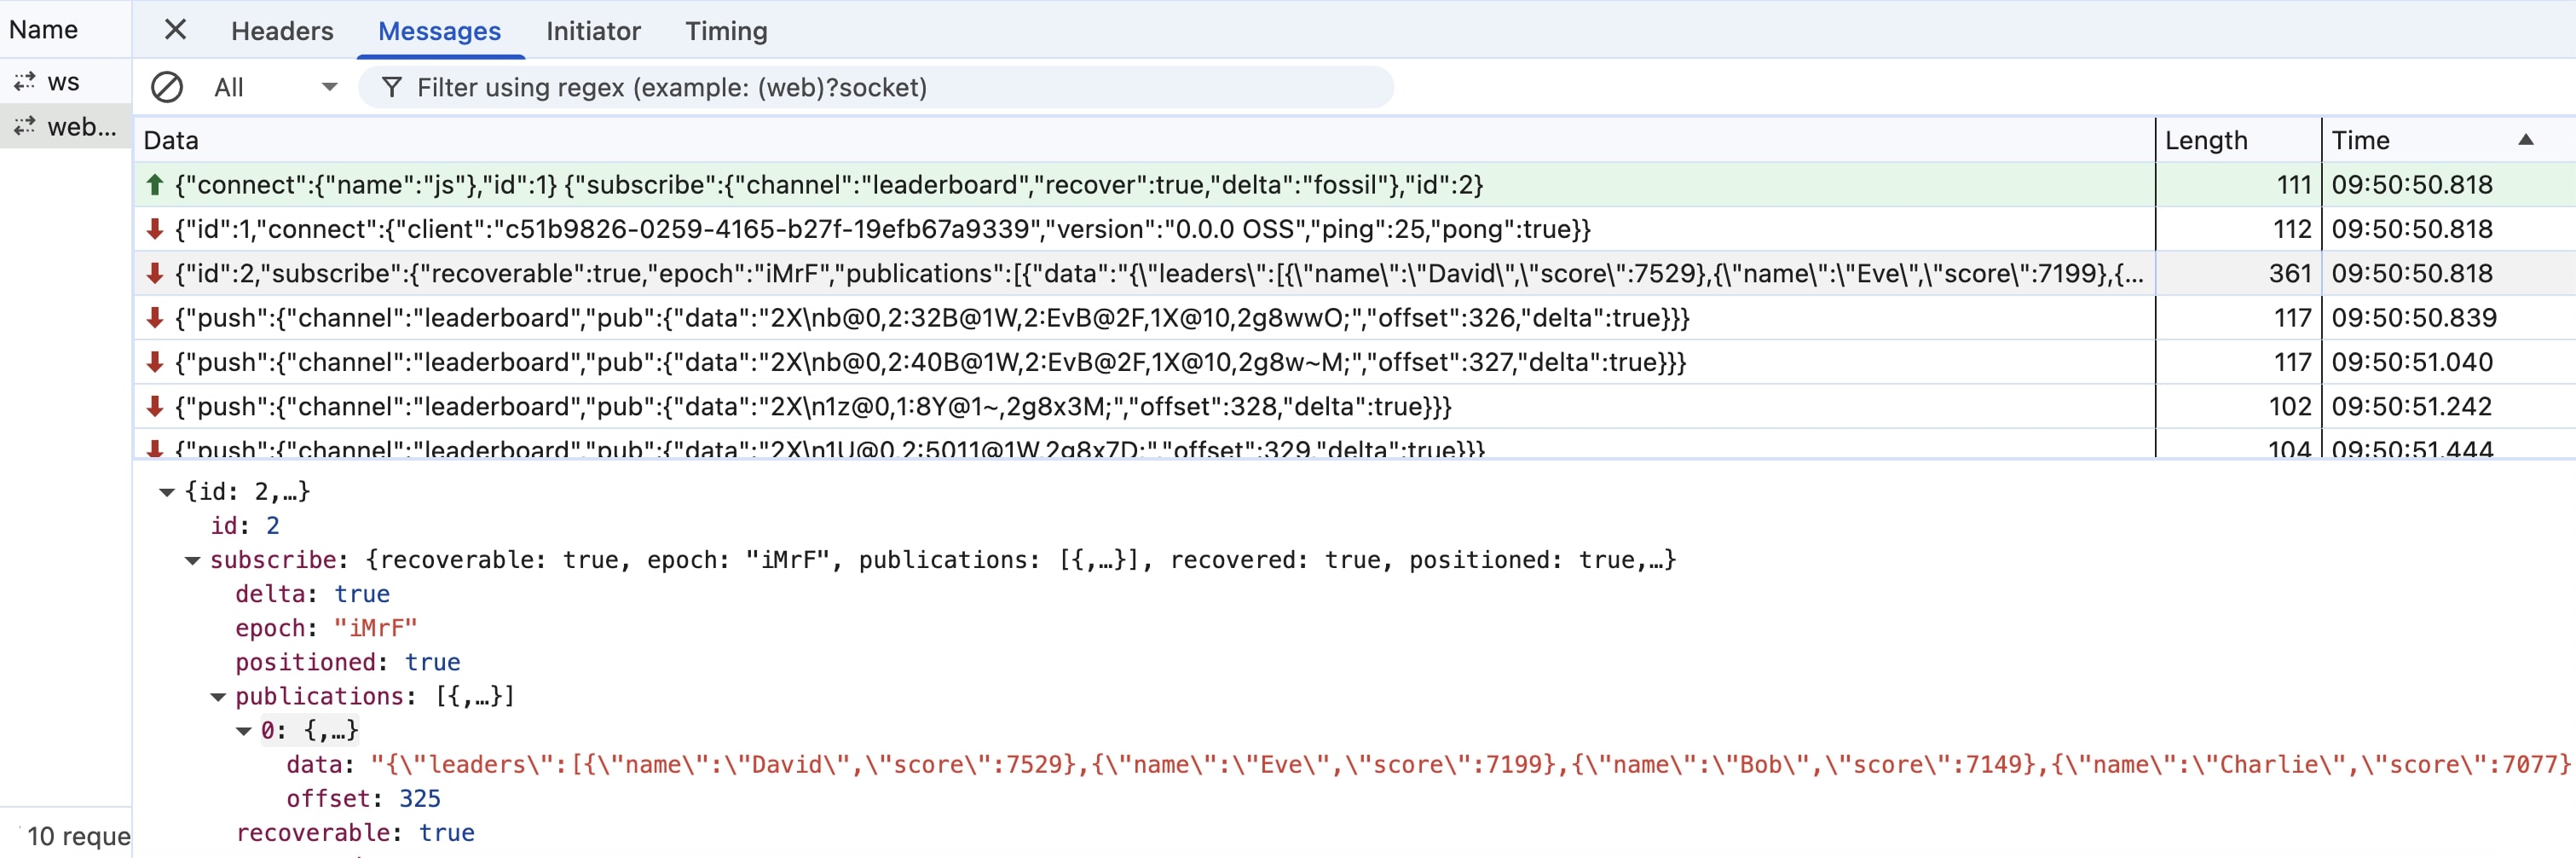 Name
Headers Messages Initiator Timing
ws
All Filter using regex (example: (web)?socket)
web...
Data Length Time
{"connect":{"name":"js"},"id":1} {"subscribe":{"channel":"leaderboard","recover":true,"delta":"fossil"},"id":2} 111 09:50:50.818
{"id":1,"connect":{"client":"c51b9826-0259-4165-b27f-19efb67a9339","version":"0.0.0 OSS","ping":25,"pong":true}} 112 09:50:50.818
{"id":2,"subscribe":{"recoverable":true,"epoch":"iMrF","publications":[{"data":"{\"leaders\":[{\"name\":\"David\",\"score\":7529},{\"name\":\"Eve\",\"score\":7199},{... 361 09:50:50.818
{"push":{"channel":"leaderboard","pub":{"data":"2X\nb@0,2:32B@1W,2:EvB@2F,1X@10,2g8wwO;","offset":326,"delta":true}}} 117 09:50:50.839
{"push":{"channel":"leaderboard","pub":{"data":"2X\nb@0,2:40B@1W,2:EvB@2F,1X@10,2g8w~M;","offset":327,"delta":true}}} 117 09:50:51.040
{"push":{"channel":"leaderboard","pub":{"data":"2X\n1z@0,1:8Y@1~,2g8x3M;","offset":328,"delta":true}}} 102 09:50:51.242
{"push":{"channel":"leaderboard","pub":{"data":"2X\n1U@0,2:5011@1W,2g8x7D;","offset":329,"delta":true}}} 104 09:50:51.444
{id: 2,…}
id: 2
subscribe: {recoverable: true, epoch: "iMrF", publications: [{,…}], recovered: true, positioned: true,…}
delta: true
epoch: "iMrF"
positioned: true
publications: [{,…}]
0: {,…}
data: "{\"leaders\":[{\"name\":\"David\",\"score\":7529},{\"name\":\"Eve\",\"score\":7199},{\"name\":\"Bob\",\"score\":7149},{\"name\":\"Charlie\",\"score\":7077}
offset: 325
recoverable: true
10 reque